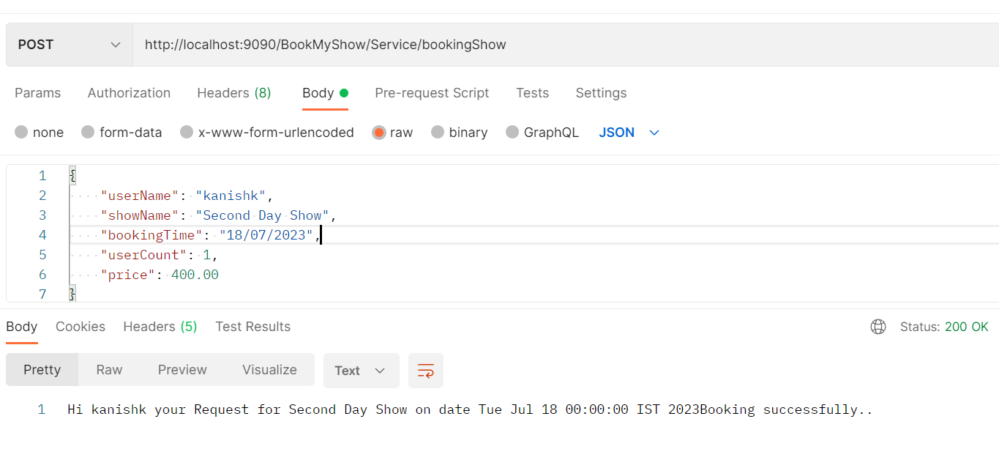 POST http://localhost:9090/BookMyShow/Service/bookingShow
Params Authorization Headers (8) Body Pre-request Script Tests Settings
none form-data x-www-form-urlencoded raw binary GraphQL JSON
1 {
2 "userName": "kanishk",
3 "showName": "Second Day Show",
4 "bookingTime": "18/07/2023",
5 "userCount": 1,
6 "price": 400.00
7 }
Body Cookies Headers (5) Test Results Status: 200 OK
Pretty Raw Preview Visualize Text
1 Hi kanishk your Request for Second Day Show on date Tue Jul 18 00:00:00 IST 2023Booking successfully..